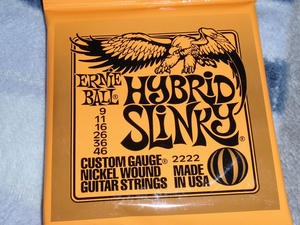 ERNIE
BALL®
HYBRID
SLINKY®
9
11
16
26
36
46
CUSTOM GAUGE® 2222
NICKEL WOUND MADE
GUITAR STRINGS IN USA